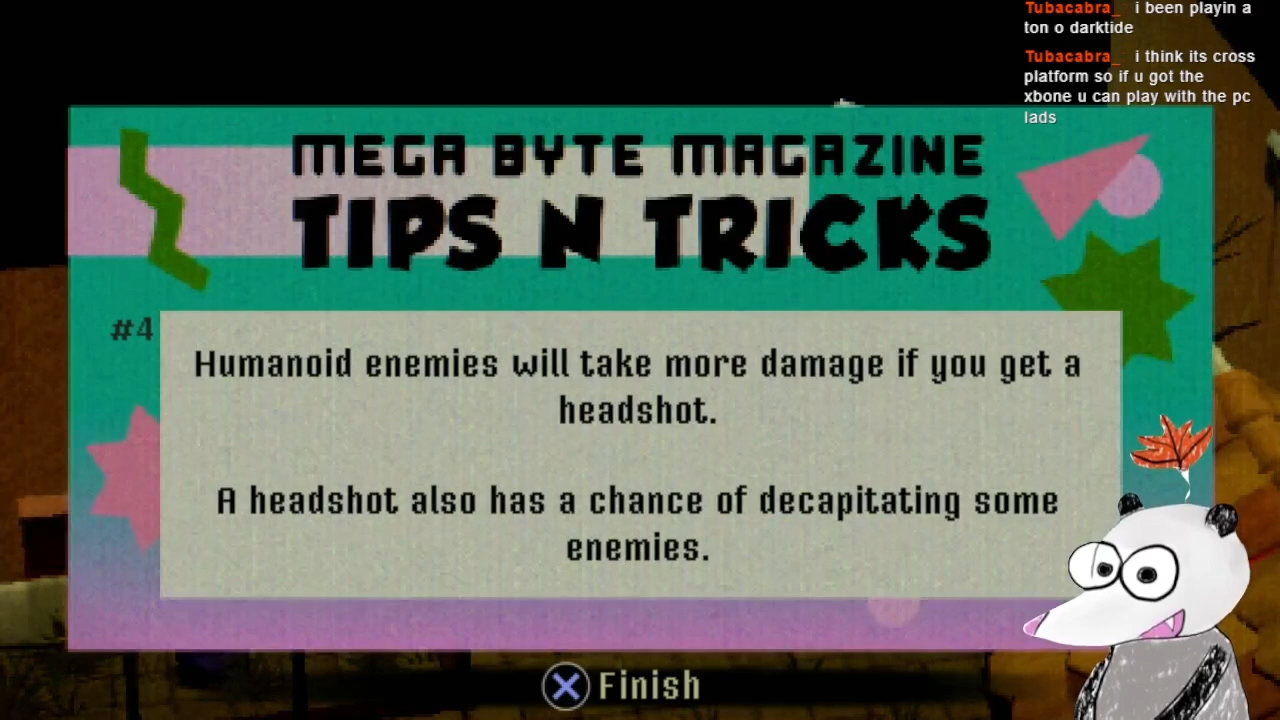 Tubacabra_ i been playin a
ton o darktide
Tubacabra_ i think its cross
platform so if u got the
xbone u can play with the pc
lads
MEGA BYTE MAGAZINE
TIPS N TRICKS
#4
Humanoid enemies will take more damage if you get a
headshot.
A headshot also has a chance of decapitating some
enemies.
Finish